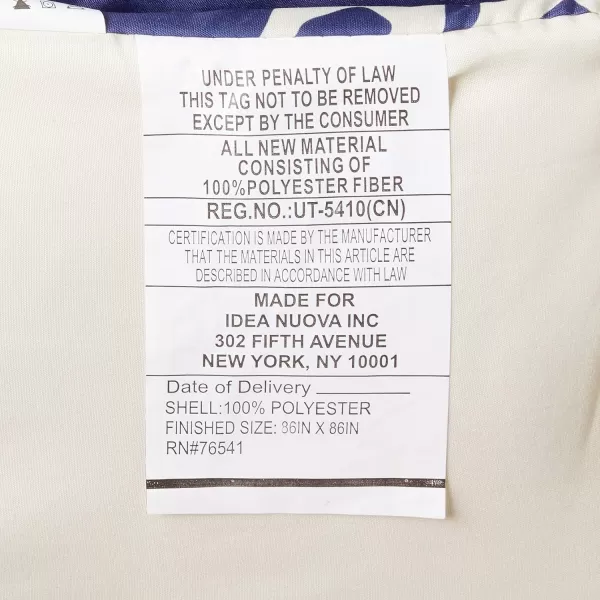 UNDER PENALTY OF LAW
THIS TAG NOT TO BE REMOVED
EXCEPT BY THE CONSUMER
ALL NEW MATERIAL
CONSISTING OF
100%POLYESTER FIBER
REG.NO.:UT-5410(CN)
CERTIFICATION IS MADE BY THE MANUFACTURER
THAT THE MATERIALS IN THIS ARTICLE ARE
DESCRIBED IN ACCORDANCE WITH LAW
MADE FOR
IDEA NUOVA INC
302 FIFTH AVENUE
NEW YORK, NY 10001
Date of Delivery
SHELL:100% POLYESTER
FINISHED SIZE: 86IN X 86IN
RN#76541